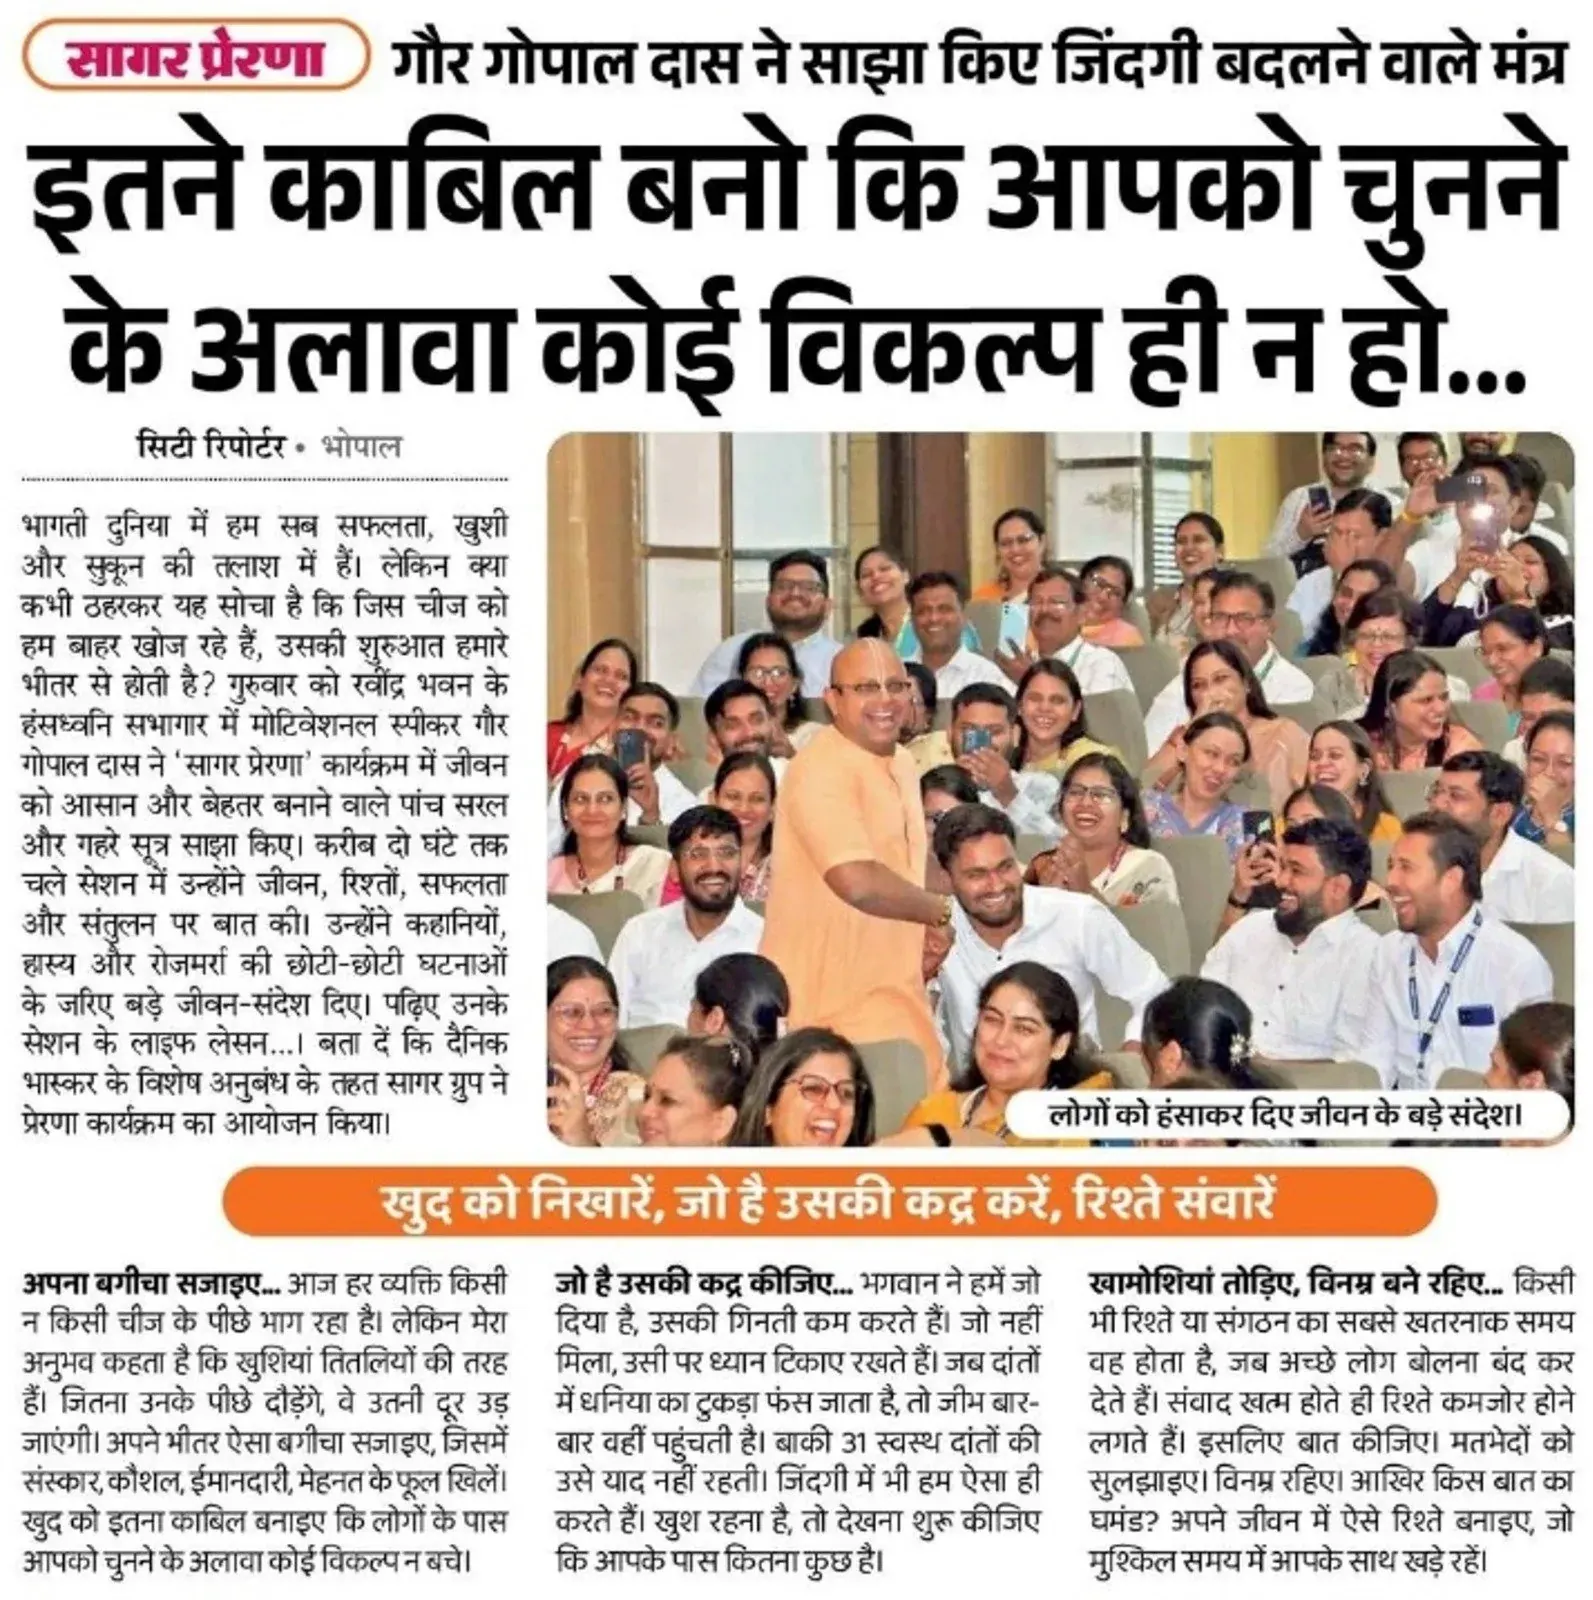 सागर प्रेरणा
गौर गोपाल दास ने साझा किए जिंदगी बदलने वाले मंत्र
इतने काबिल बनो कि आपको चुनने
के अलावा कोई विकल्प ही न हो...
सिटी रिपोर्टर • भोपाल
भागती दुनिया में हम सब सफलता, खुशी
और सुकून की तलाश में हैं। लेकिन क्या
कभी ठहरकर यह सोचा है कि जिस चीज को
हम बाहर खोज रहे हैं, उसकी शुरुआत हमारे
भीतर से होती है? गुरुवार को रवींद्र भवन के
हंसध्वनि सभागार में मोटिवेशनल स्पीकर गौर
गोपाल दास ने ‘सागर प्रेरणा’ कार्यक्रम में जीवन
को आसान और बेहतर बनाने वाले पांच सरल
और गहरे सूत्र साझा किए। करीब दो घंटे तक
चले सेशन में उन्होंने जीवन, रिश्तों, सफलता
और संतुलन पर बात की। उन्होंने कहानियों,
हास्य और रोजमर्रा की छोटी-छोटी घटनाओं
के जरिए बड़े जीवन-संदेश दिए। पढ़िए उनके
सेशन के लाइफ लेसन...। बता दें कि दैनिक
भास्कर के विशेष अनुबंध के तहत सागर ग्रुप ने
प्रेरणा कार्यक्रम का आयोजन किया।
लोगों को हंसाकर दिए जीवन के बड़े संदेश।
खुद को निखारें, जो है उसकी कद्र करें, रिश्ते संवारें
अपना बगीचा सजाइए... आज हर व्यक्ति किसी
न किसी चीज के पीछे भाग रहा है। लेकिन मेरा
अनुभव कहता है कि खुशियां तितलियों की तरह
हैं। जितना उनके पीछे दौड़ेंगे, वे उतनी दूर उड़
जाएंगी। अपने भीतर ऐसा बगीचा सजाइए, जिसमें
संस्कार, कौशल, ईमानदारी, मेहनत के फूल खिलें।
खुद को इतना काबिल बनाइए कि लोगों के पास
आपको चुनने के अलावा कोई विकल्प न बचे।
जो है उसकी कद्र कीजिए... भगवान ने हमें जो
दिया है, उसकी गिनती कम करते हैं। जो नहीं
मिला, उसी पर ध्यान टिकाए रखते हैं। जब दांतों
में धनिया का टुकड़ा फंस जाता है, तो जीभ बार-
बार वहीं पहुंचती है। बाकी 31 स्वस्थ दांतों की
उसे याद नहीं रहती। जिंदगी में भी हम ऐसा ही
करते हैं। खुश रहना है, तो देखना शुरू कीजिए
कि आपके पास कितना कुछ है।
खामोशियां तोड़िए, विनम्र बने रहिए... किसी
भी रिश्ते या संगठन का सबसे खतरनाक समय
वह होता है, जब अच्छे लोग बोलना बंद कर
देते हैं। संवाद खत्म होते ही रिश्ते कमजोर होने
लगते हैं। इसलिए बात कीजिए। मतभेदों को
सुलझाइए। विनम्र रहिए। आखिर किस बात का
घमंड? अपने जीवन में ऐसे रिश्ते बनाइए, जो
मुश्किल समय में आपके साथ खड़े रहें।